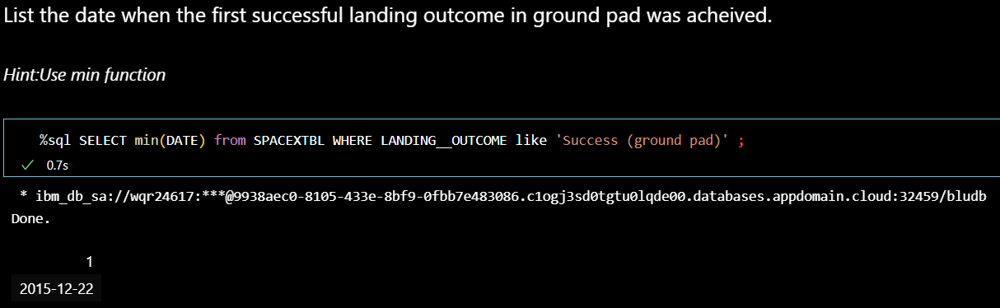 List the date when the first successful landing outcome in ground pad was acheived.
Hint:Use min function
%sql SELECT min(DATE) from SPACEXTBL WHERE LANDING__OUTCOME like 'Success (ground pad)' ;
✓ 0.7s
* ibm_db_sa://wqr24617:***@9938aec0-8105-433e-8bf9-0fbb7e483086.c1ogj3sd0tgtu0lqde00.databases.appdomain.cloud:32459/bludb
Done.
1
2015-12-22